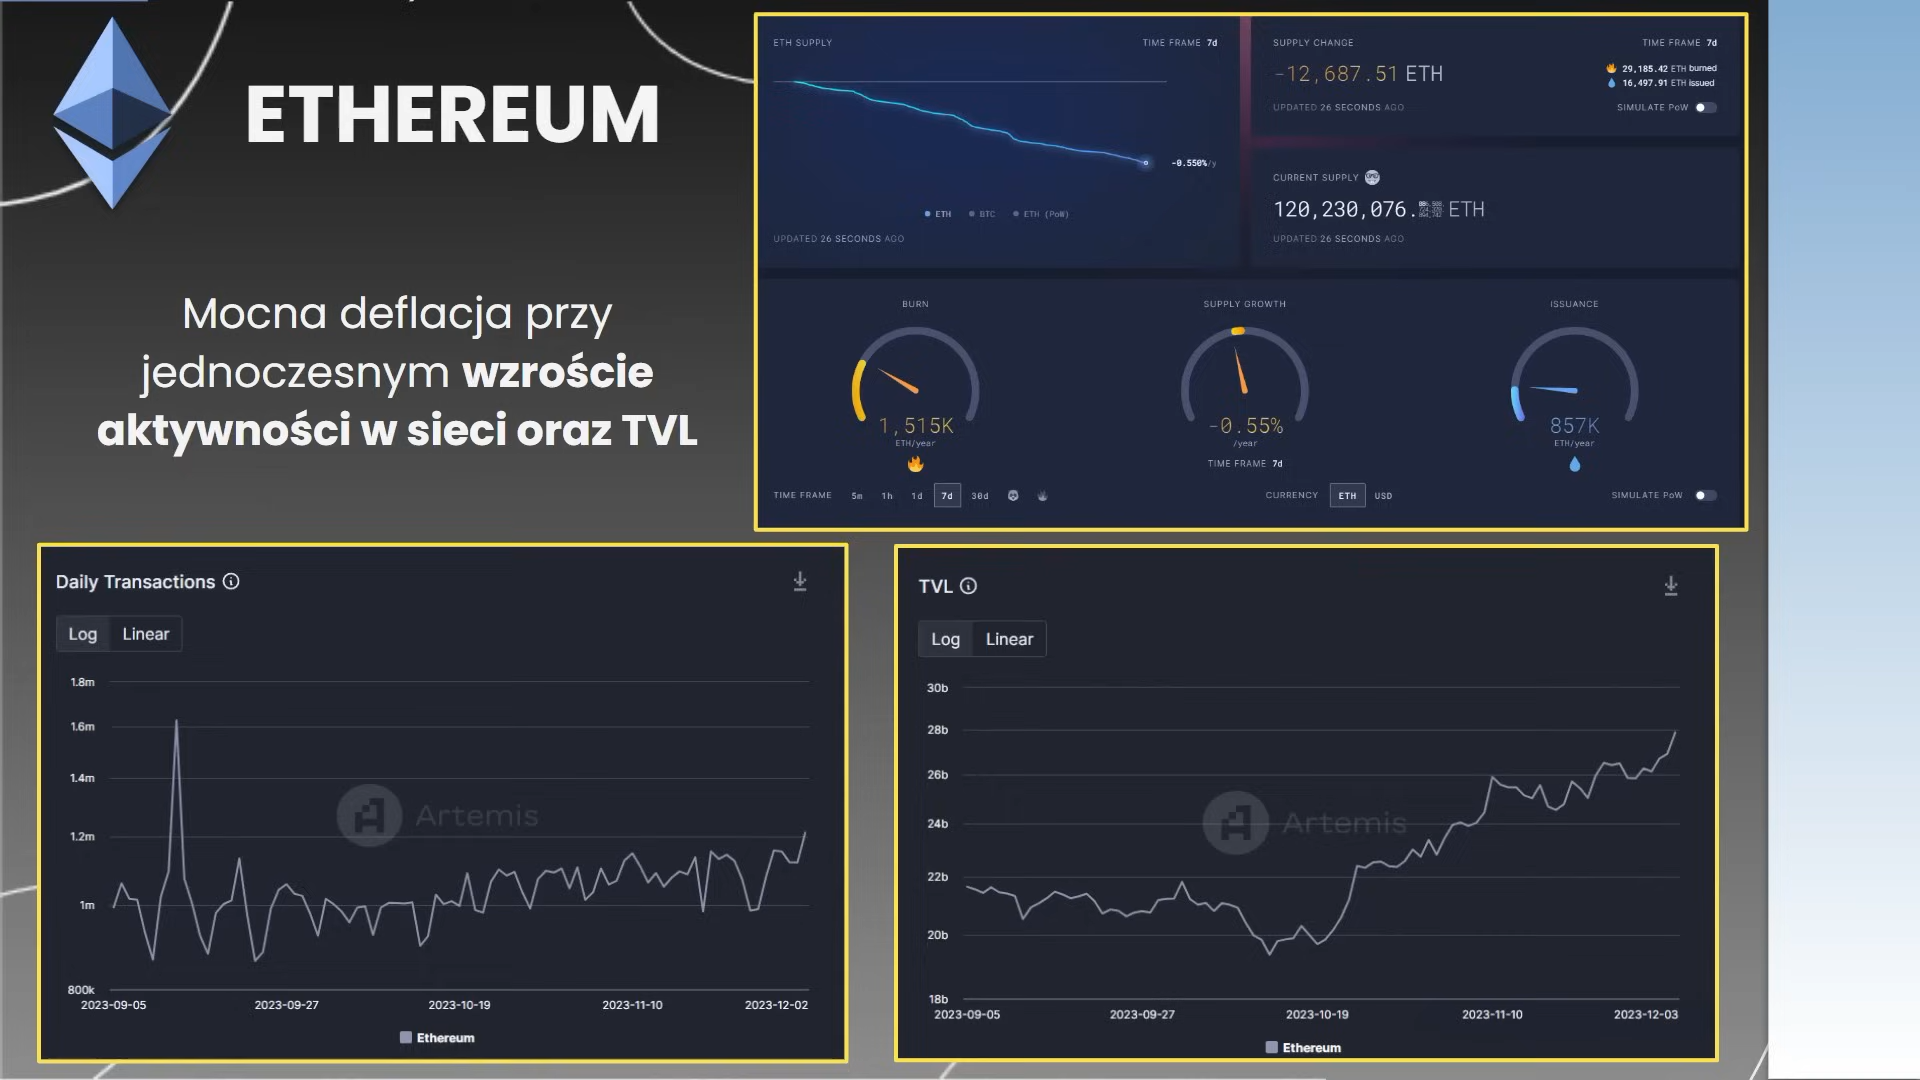 ETHEREUM
Mocna deflacja przy
jednoczesnym wzroście
aktywności w sieci oraz TVL
ETH SUPPLY
TIME FRAME 7d
-0.550%/y
ETH BTC ETH (PoW)
UPDATED 26 SECONDS AGO
SUPPLY CHANGE
TIME FRAME 7d
-12,687.51 ETH
29,185.42 ETH burned
16,497.91 ETH issued
UPDATED 26 SECONDS AGO
SIMULATE PoW
CURRENT SUPPLY
120,230,076. ETH
UPDATED 26 SECONDS AGO
BURN
1,515K
ETH/year
SUPPLY GROWTH
-0.55%
/year
TIME FRAME 7d
ISSUANCE
857K
ETH/year
TIME FRAME 5m 1h 1d 7d 30d
CURRENCY ETH USD
SIMULATE PoW
Daily Transactions
Log Linear
1.8m
1.6m
1.4m
1.2m
1m
800k
Artemis
2023-09-05 2023-09-27 2023-10-19 2023-11-10 2023-12-02
Ethereum
TVL
Log Linear
30b
28b
26b
24b
22b
20b
18b
Artemis
2023-09-05 2023-09-27 2023-10-19 2023-11-10 2023-12-03
Ethereum